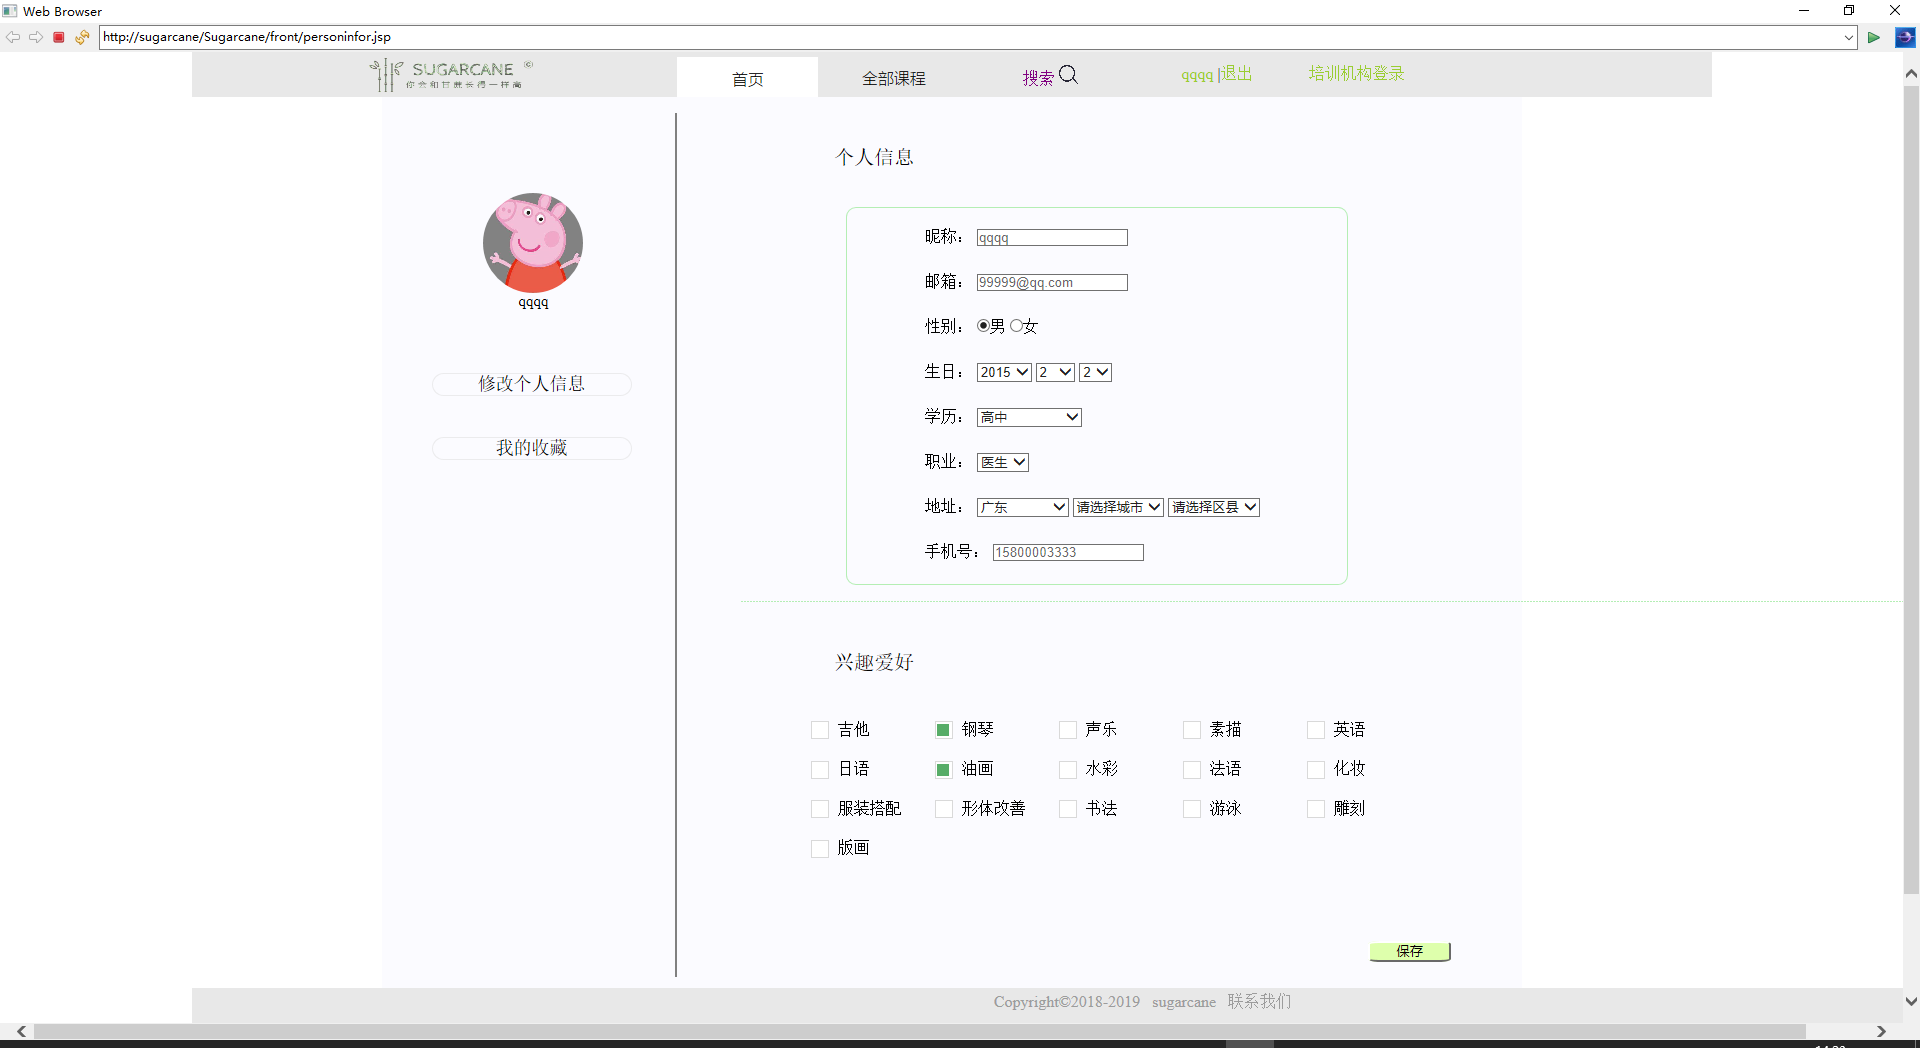 Web Browser
http://sugarcane/Sugarcane/front/personinfor.jsp
SUGARCANE ©
你会和甘蔗长得一样高
首页
全部课程
搜索
qqqq |退出
培训机构登录
qqqq
修改个人信息
我的收藏
个人信息
昵称： qqqq
邮箱： 99999@qq.com
性别： 男 女
生日： 2015 2 2
学历： 高中
职业： 医生
地址： 广东 请选择城市 请选择区县
手机号： 15800003333
兴趣爱好
吉他 钢琴 声乐 素描 英语
日语 油画 水彩 法语 化妆
服装搭配 形体改善 书法 游泳 雕刻
版画
保存
Copyright©2018-2019 sugarcane 联系我们